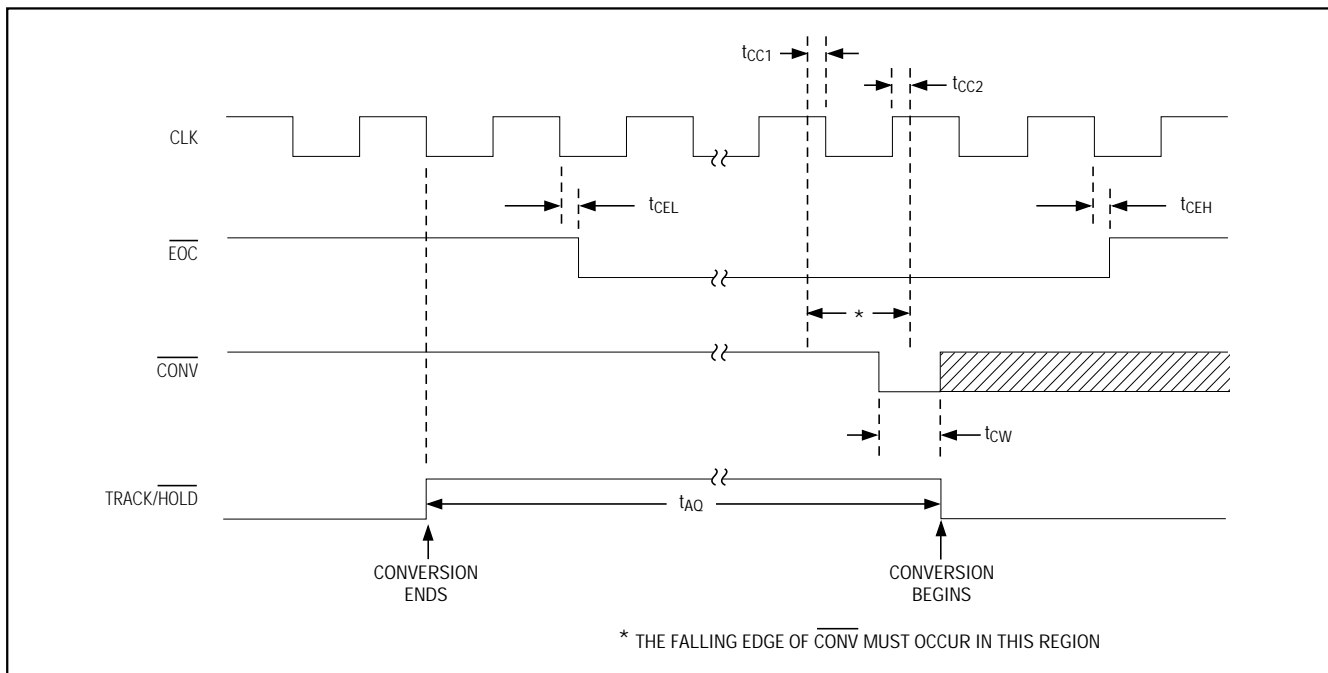 tCC1
tCC2
CLK
tCEL
tCEH
EOC
*
CONV
tCW
TRACK/HOLD
tAQ
CONVERSION
ENDS
CONVERSION
BEGINS
* THE FALLING EDGE OF CONV MUST OCCUR IN THIS REGION